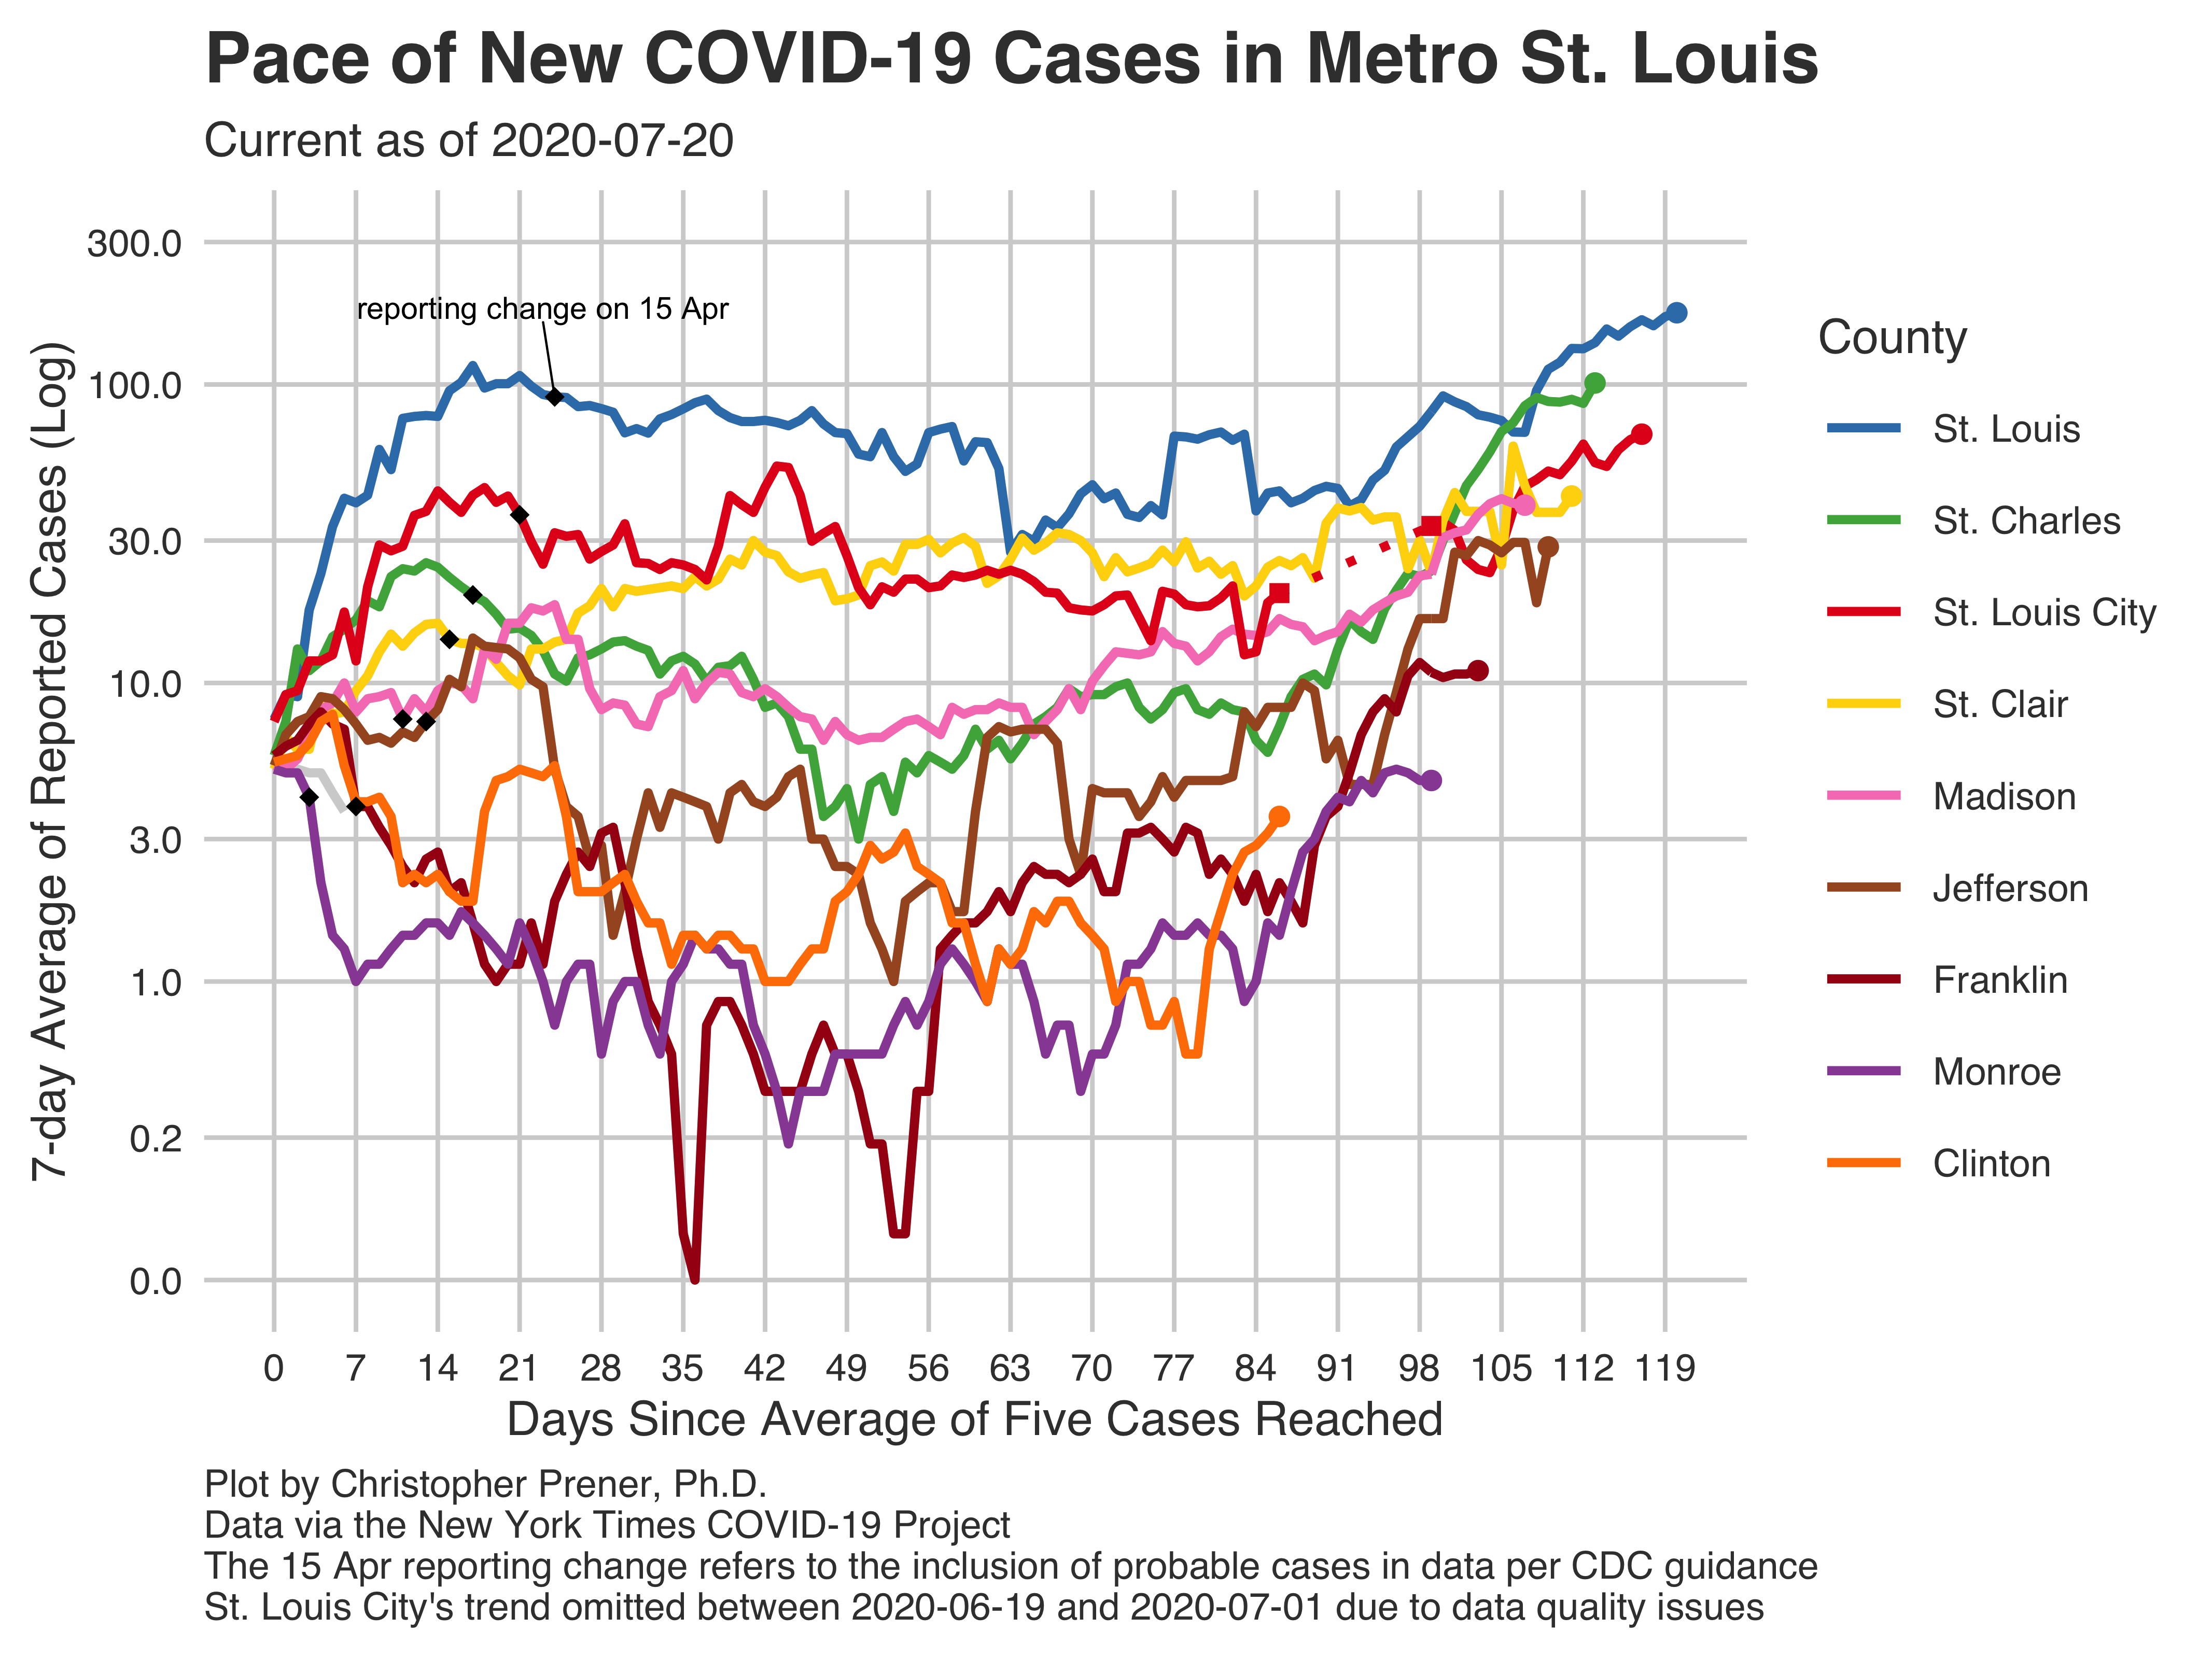 Pace of New COVID-19 Cases in Metro St. Louis
Current as of 2020-07-20
7-day Average of Reported Cases (Log)
300.0
100.0
30.0
10.0
3.0
1.0
0.2
0.0
reporting change on 15 Apr
0 7 14 21 28 35 42 49 56 63 70 77 84 91 98 105 112 119
Days Since Average of Five Cases Reached
County
St. Louis
St. Charles
St. Louis City
St. Clair
Madison
Jefferson
Franklin
Monroe
Clinton
Plot by Christopher Prener, Ph.D.
Data via the New York Times COVID-19 Project
The 15 Apr reporting change refers to the inclusion of probable cases in data per CDC guidance
St. Louis City's trend omitted between 2020-06-19 and 2020-07-01 due to data quality issues